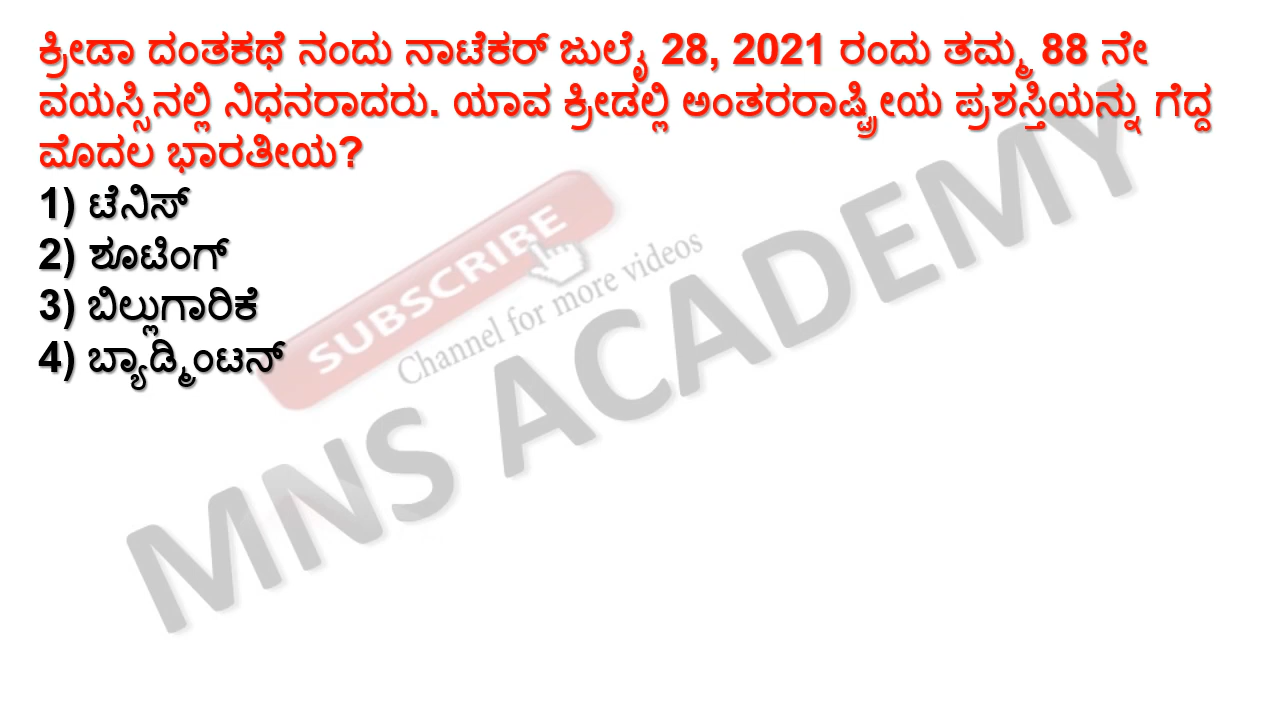 ಕ್ರೀಡಾ ದಂತಕಥೆ ನಂದು ನಾಟೆಕರ್ ಜುಲೈ 28, 2021 ರಂದು ತಮ್ಮ 88 ನೇ
ವಯಸ್ಸಿನಲ್ಲಿ ನಿಧನರಾದರು. ಯಾವ ಕ್ರೀಡಲ್ಲಿ ಅಂತರರಾಷ್ಟ್ರೀಯ ಪ್ರಶಸ್ತಿಯನ್ನು ಗೆದ್ದ
ಮೊದಲ ಭಾರತೀಯ?
1) ಟೆನಿಸ್
2) ಶೂಟಿಂಗ್
3) ಬಿಲ್ಲುಗಾರಿಕೆ
4) ಬ್ಯಾಡ್ಮಿಂಟನ್
SUBSCRIBE
Channel for more videos
MNS ACADEMY